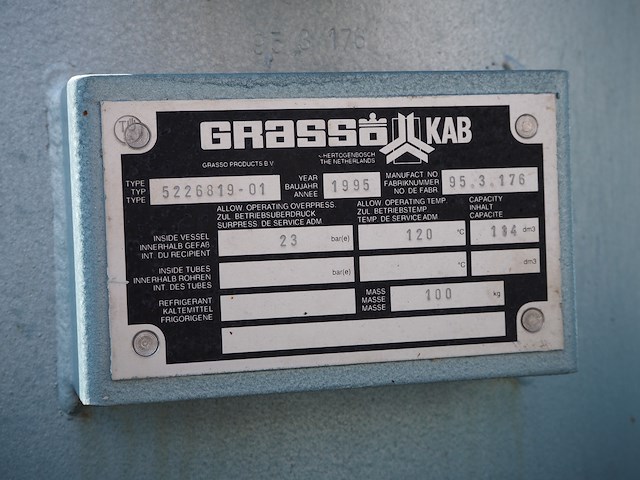 95.3.176
GRASSO KAB
GRASSO PRODUCTS B.V.
'S-HERTOGENBOSCH
THE NETHERLANDS
TYPE
TYP
TYPE
5226819-01
YEAR
BAUJAHR
ANNEE
1995
MANUFACT NO
FABRIKNUMMER
NO DE FABR.
95.3.176
ALLOW. OPERATING OVERPRESS.
ZUL. BETRIEBSUBERDRUCK
SURPRESS. DE SERVICE ADM.
ALLOW. OPERATING TEMP.
ZUL. BETRIEBSTEMP.
TEMP. DE SERVICE ADM.
CAPACITY
INHALT
CAPACITE
INSIDE VESSEL
INNERHALB GEFAß
INT. DU RECIPIENT
23 bar(e)
120 °C
dm3
INSIDE TUBES
INNERHALB ROHREN
INT. DES TUBES
bar(e)
°C
dm3
REFRIGERANT
KALTEMITTEL
FRIGORIGENE
MASS
MASSE
MASSE
100 kg